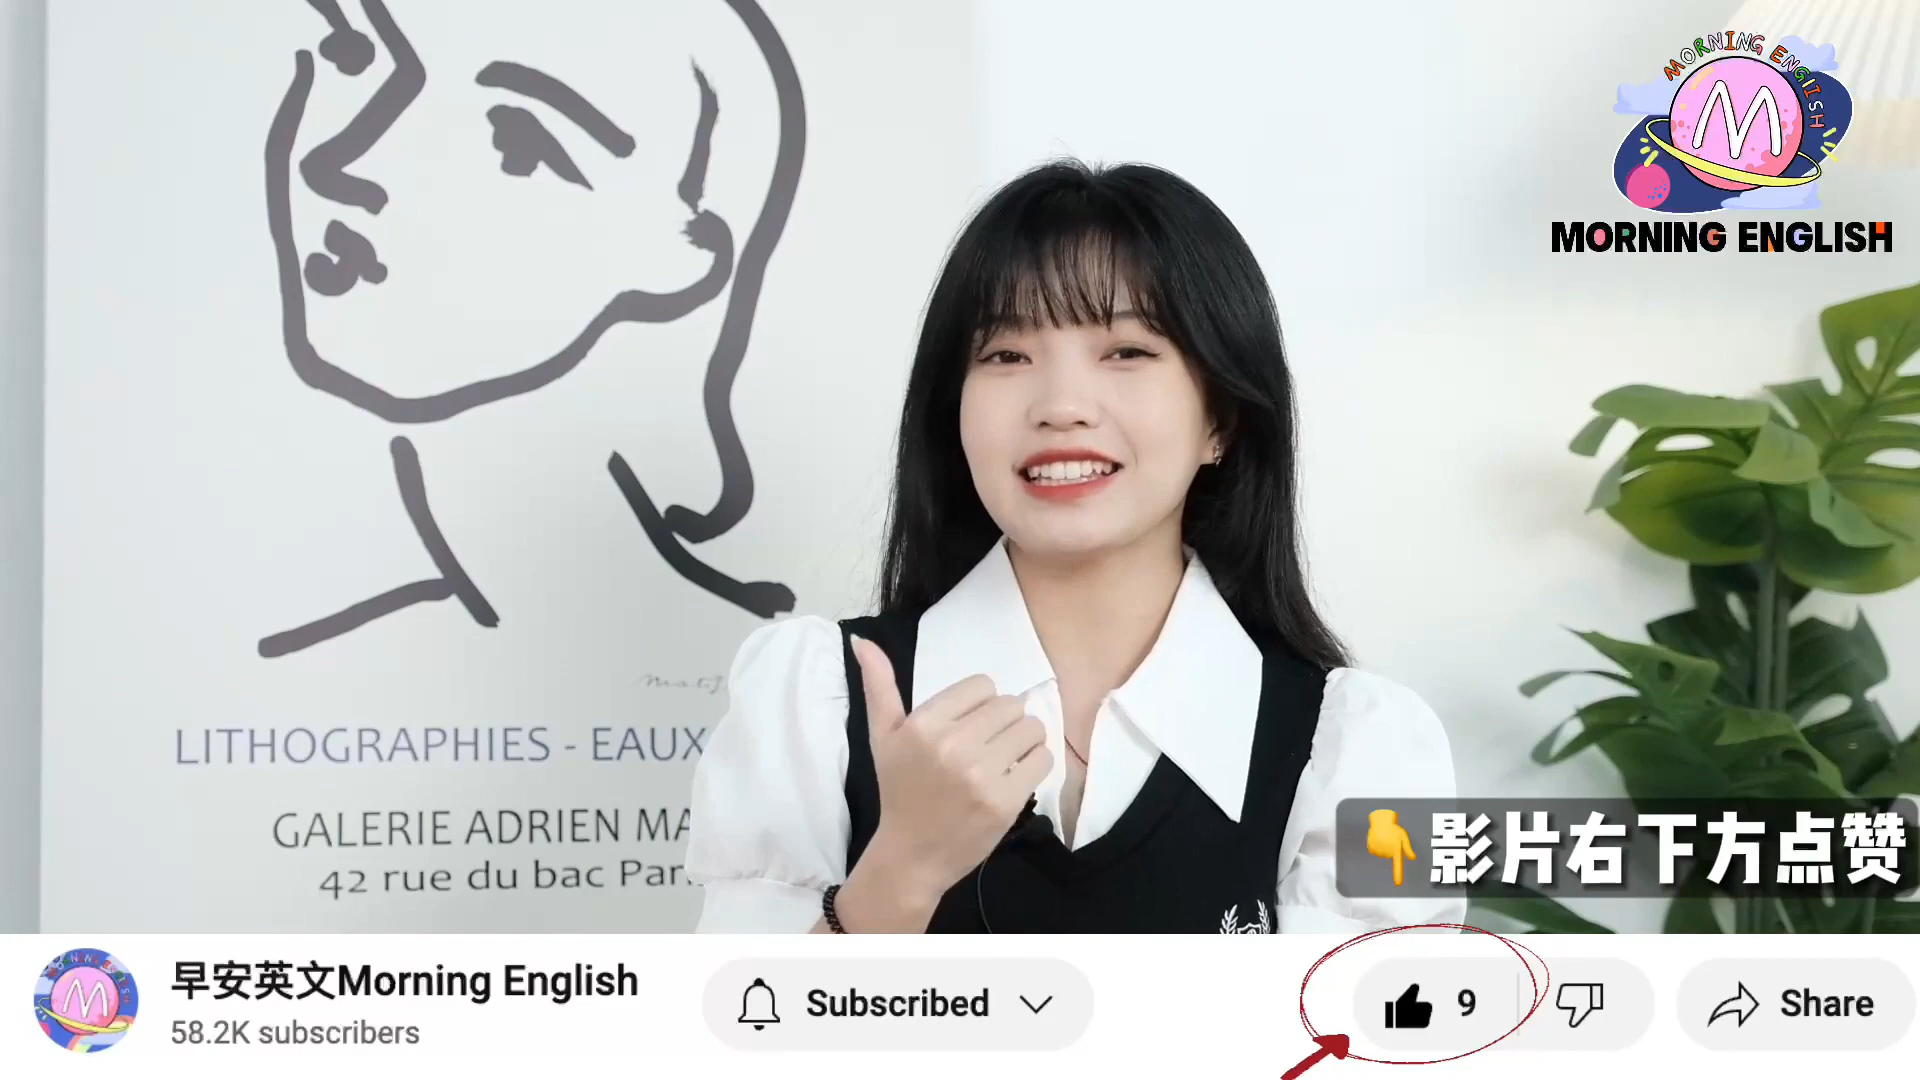 MORNING ENGLISH
M
MORNING ENGLISH
LITHOGRAPHIES - EAUX
GALERIE ADRIEN MA
42 rue du bac Par
👇影片右下方点赞
早安英文Morning English
58.2K subscribers
Subscribed
9
Share